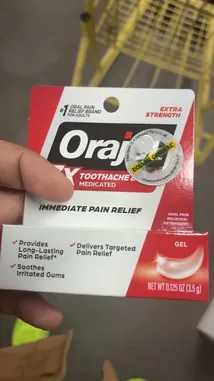 #1 ORAL PAIN
RELIEF BRAND
FOR ADULTS
EXTRA
STRENGTH
TOOTHACHE
MEDICATED
IMMEDIATE PAIN RELIEF
ORAL PAIN
RELIEVER/
ASTRINGENT
GEL
Provides
Long-Lasting
Pain Relief*
Soothes
Irritated Gums
Delivers Targeted
Pain Relief
NET WT 0.125 OZ (3.5 g)